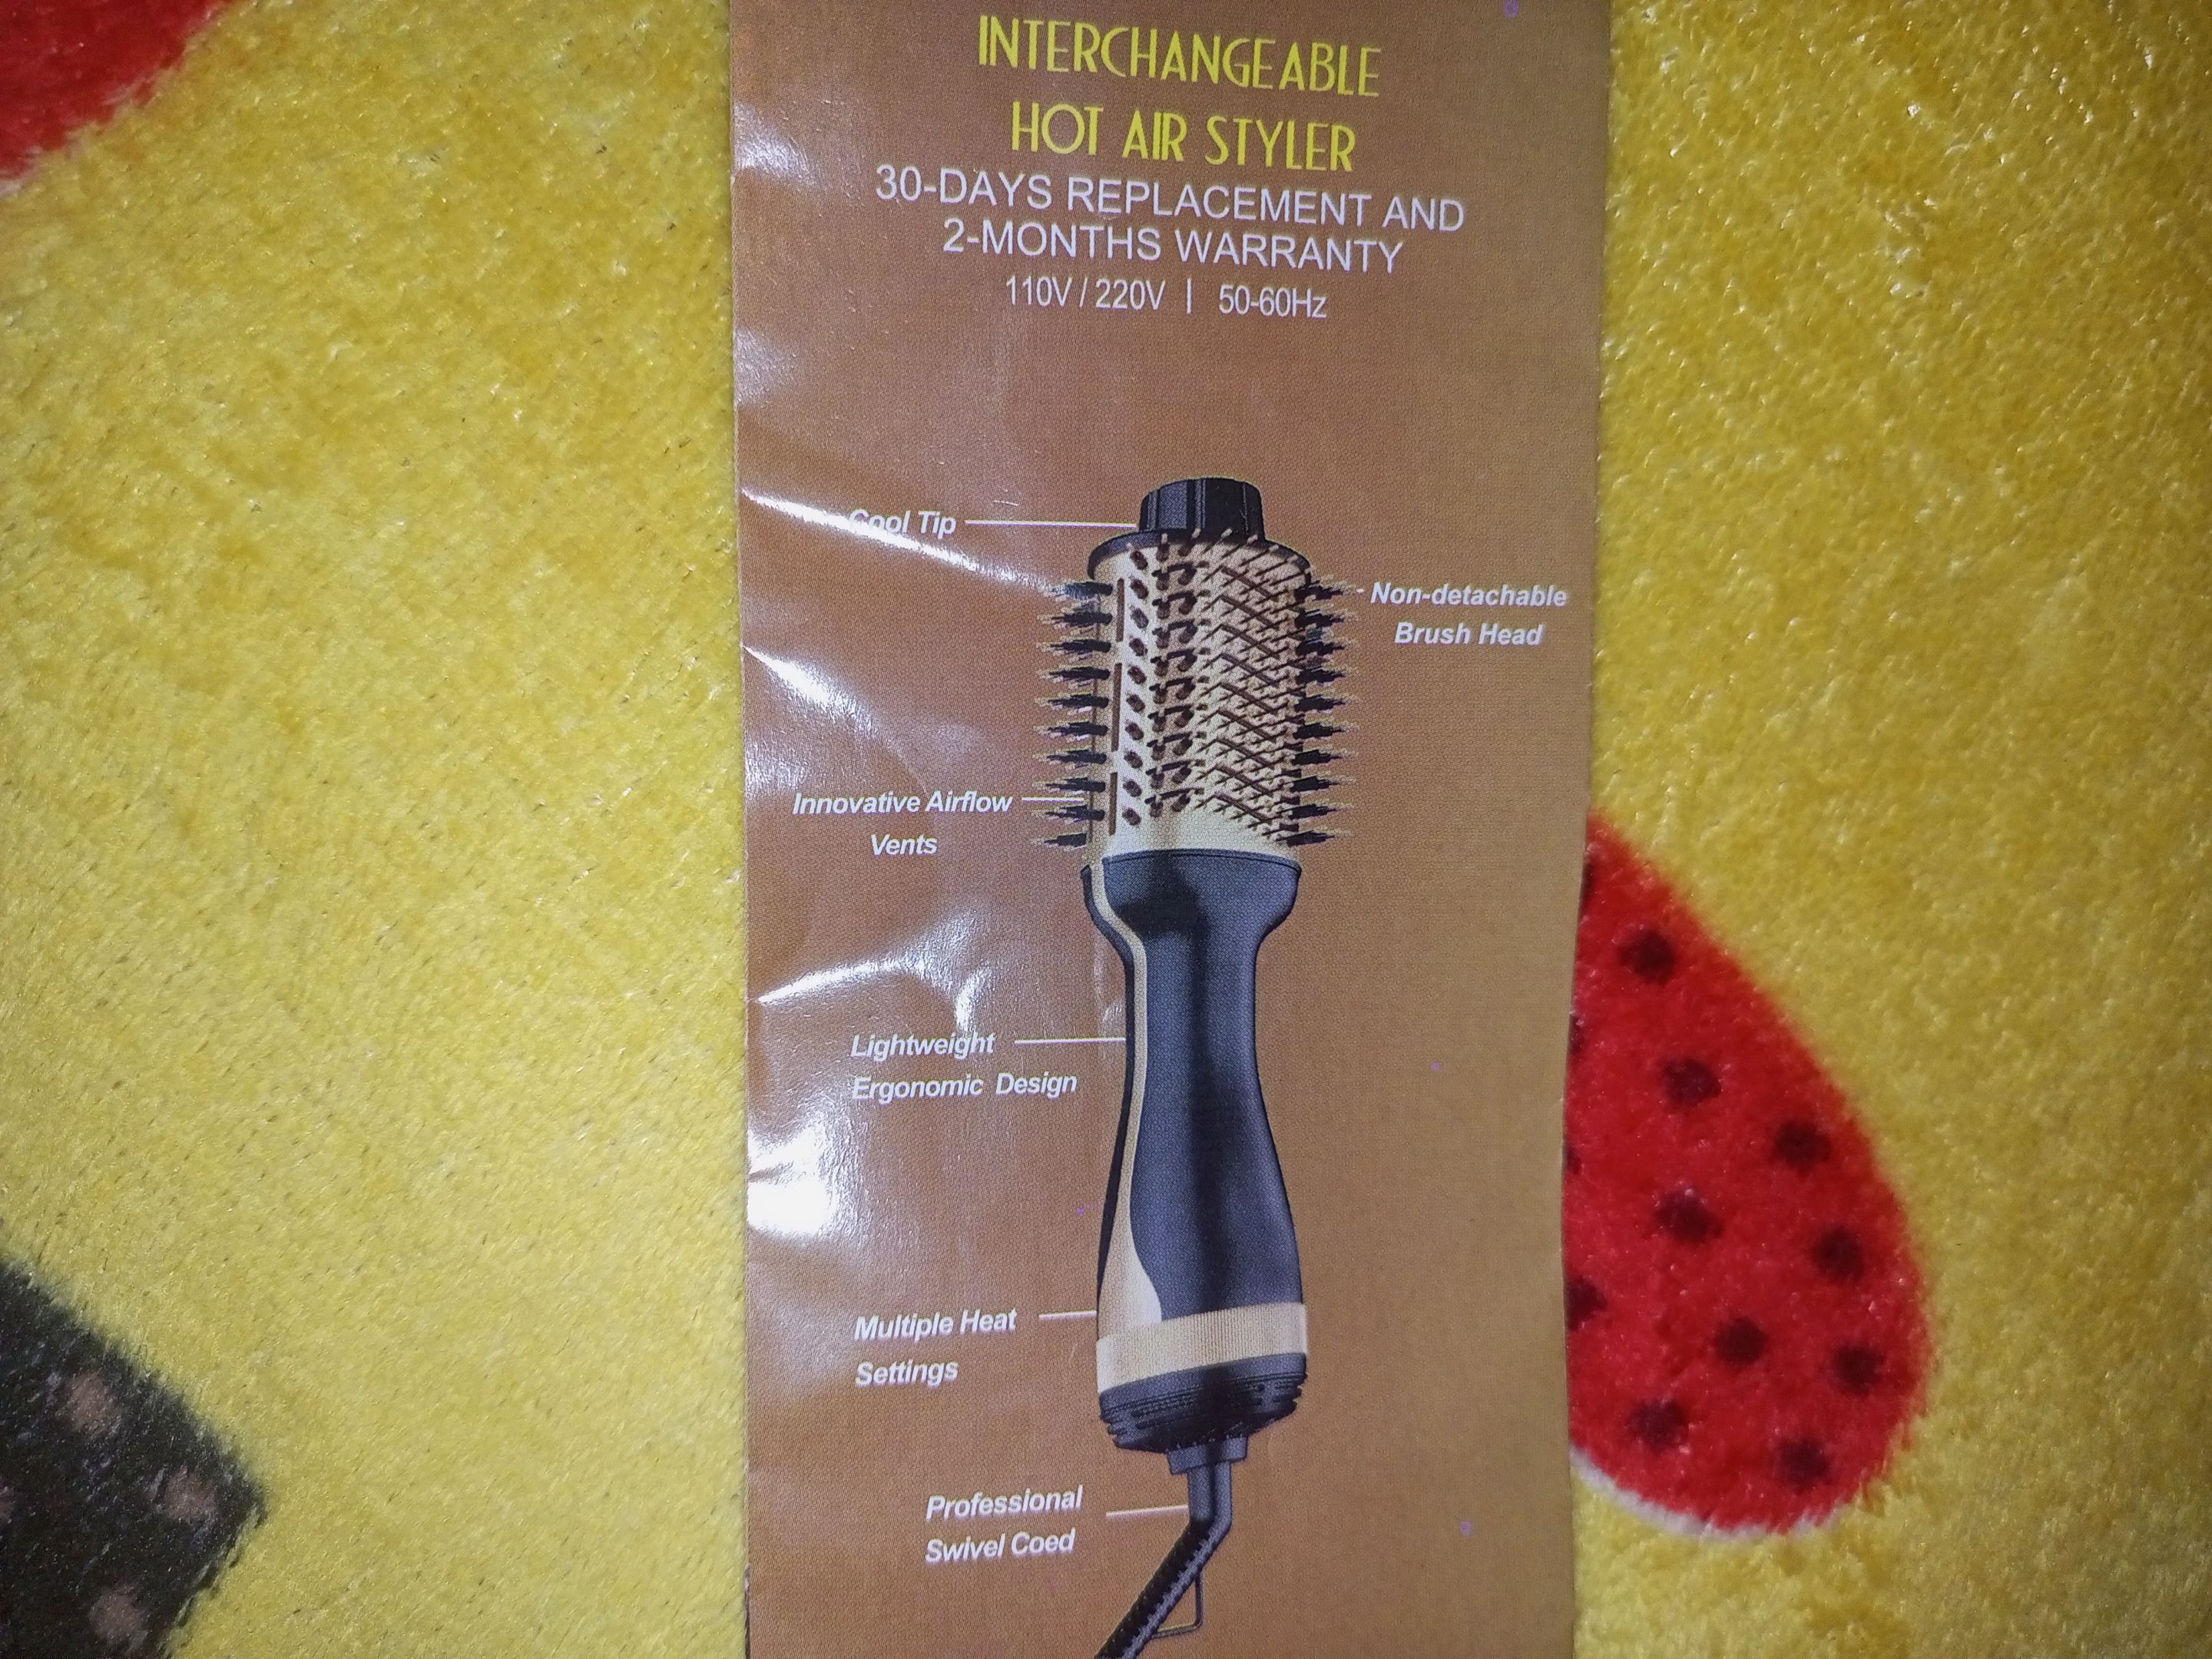 INTERCHANGEABLE
HOT AIR STYLER
30-DAYS REPLACEMENT AND
2-MONTHS WARRANTY
110V / 220V | 50-60Hz
Cool Tip
Non-detachable
Brush Head
Innovative Airflow
Vents
Lightweight
Ergonomic Design
Multiple Heat
Settings
Professional
Swivel Coed